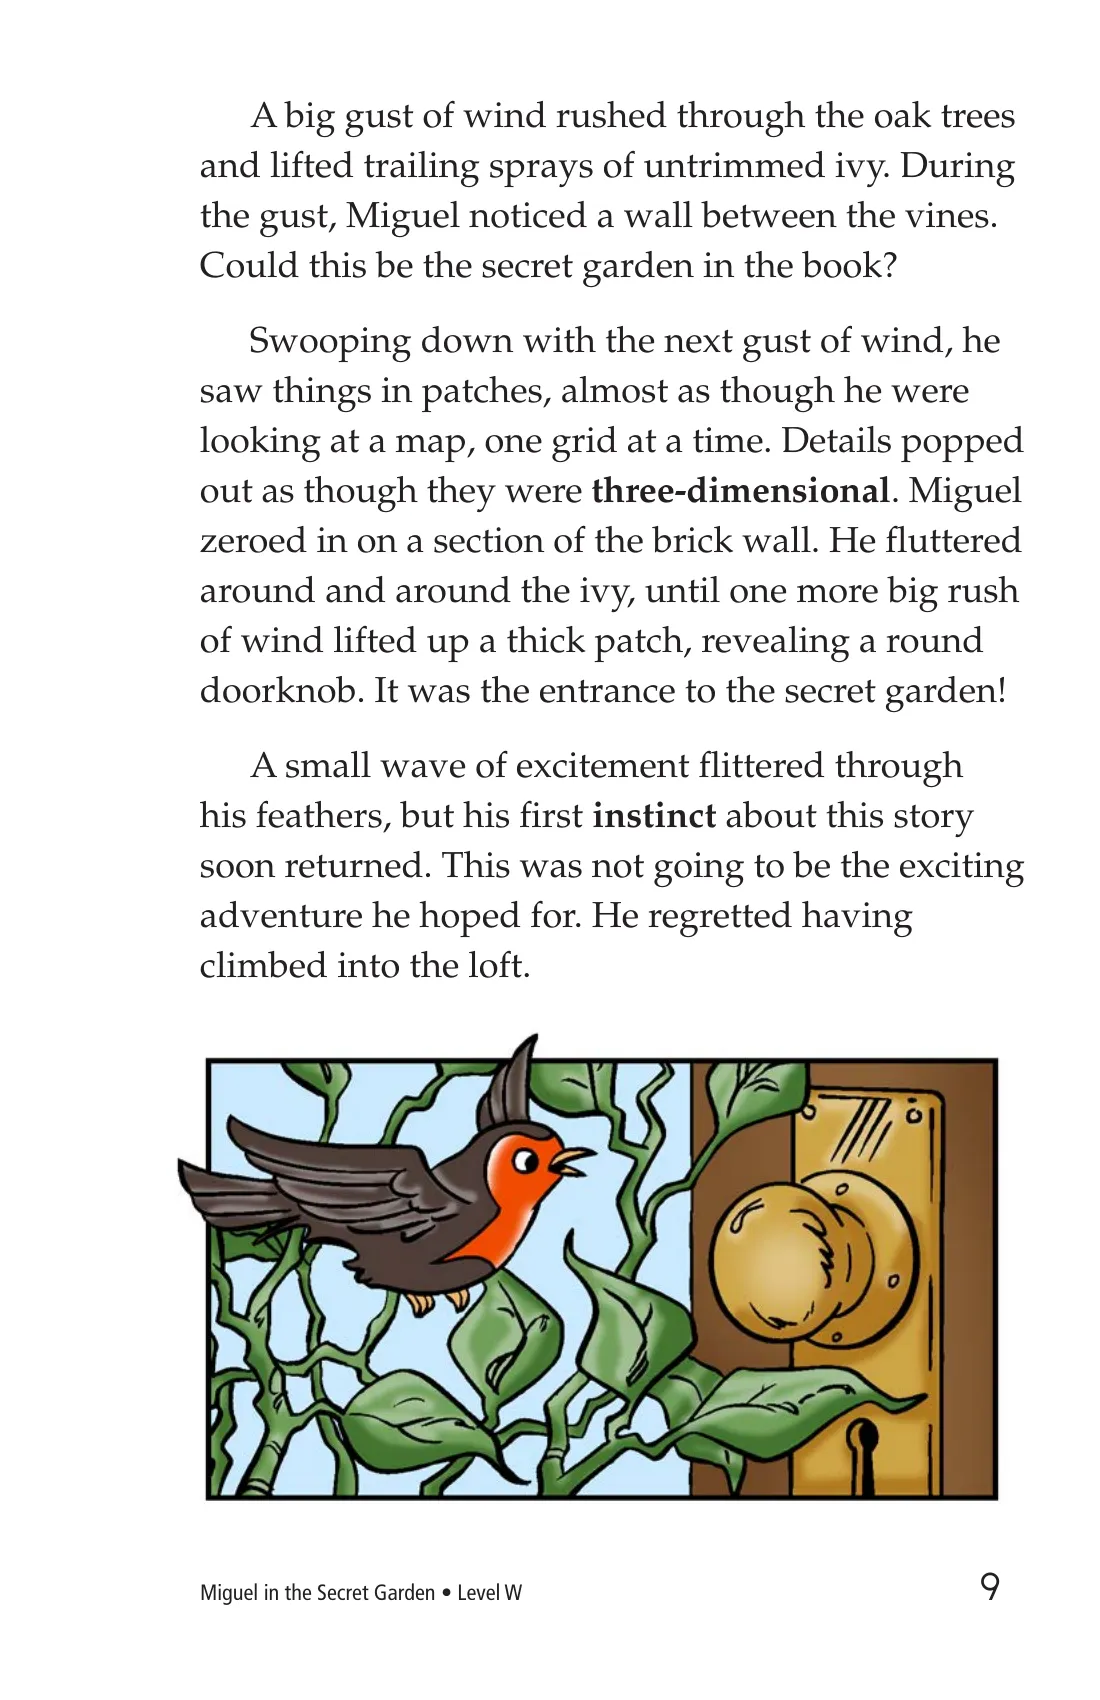 A big gust of wind rushed through the oak trees
and lifted trailing sprays of untrimmed ivy. During
the gust, Miguel noticed a wall between the vines.
Could this be the secret garden in the book?
Swooping down with the next gust of wind, he
saw things in patches, almost as though he were
looking at a map, one grid at a time. Details popped
out as though they were three-dimensional. Miguel
zeroed in on a section of the brick wall. He fluttered
around and around the ivy, until one more big rush
of wind lifted up a thick patch, revealing a round
doorknob. It was the entrance to the secret garden!
A small wave of excitement flittered through
his feathers, but his first instinct about this story
soon returned. This was not going to be the exciting
adventure he hoped for. He regretted having
climbed into the loft.
Miguel in the Secret Garden • Level W
9